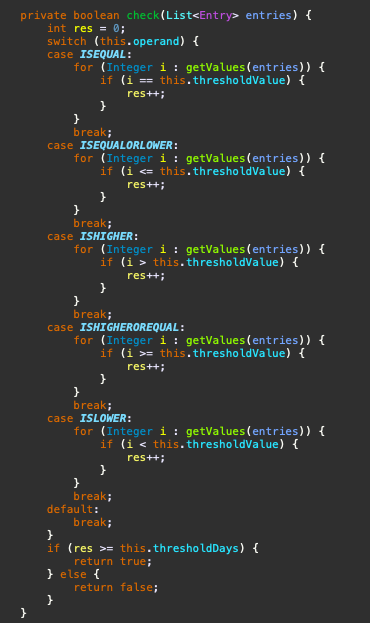 private boolean check(List<Entry> entries) {
    int res = 0;
    switch (this.operand) {
    case ISEQUAL:
        for (Integer i : getValues(entries)) {
            if (i == this.thresholdValue) {
                res++;
            }
        }
        break;
    case ISEQUALORLOWER:
        for (Integer i : getValues(entries)) {
            if (i <= this.thresholdValue) {
                res++;
            }
        }
        break;
    case ISHIGHER:
        for (Integer i : getValues(entries)) {
            if (i > this.thresholdValue) {
                res++;
            }
        }
        break;
    case ISHIGHEROREQUAL:
        for (Integer i : getValues(entries)) {
            if (i >= this.thresholdValue) {
                res++;
            }
        }
        break;
    case ISLOWER:
        for (Integer i : getValues(entries)) {
            if (i < this.thresholdValue) {
                res++;
            }
        }
        break;
    default:
        break;
    }
    if (res >= this.thresholdDays) {
        return true;
    } else {
        return false;
    }
}